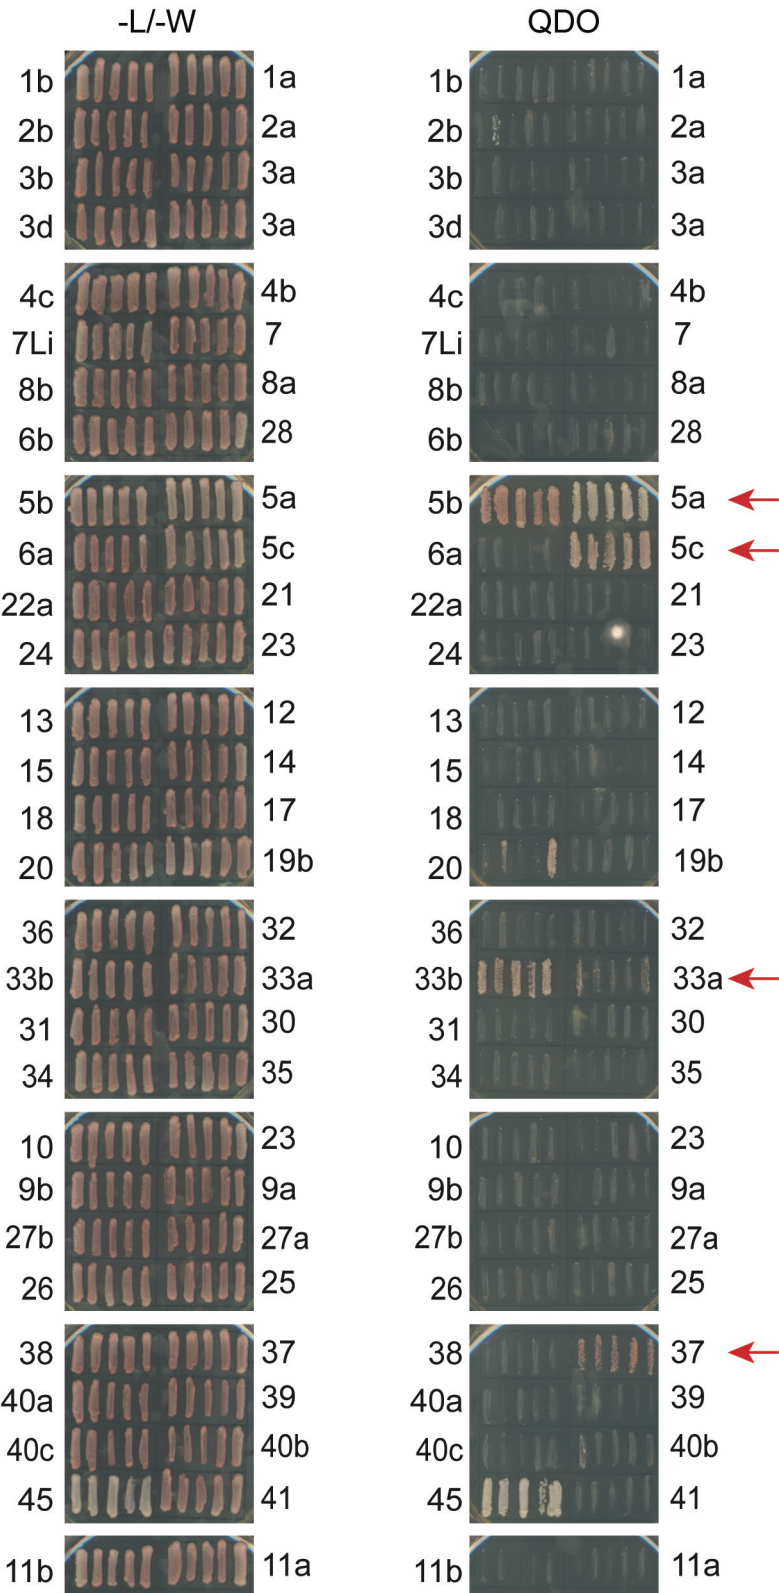 -L/-W QDO
1b 1a 1b 1a
2b 2a 2b 2a
3b 3a 3b 3a
3d 3a 3d 3a
4c 4b 4c 4b
7Li 7 7Li 7
8b 8a 8b 8a
6b 28 6b 28
5b 5a 5b 5a
6a 5c 6a 5c
22a 21 22a 21
24 23 24 23
13 12 13 12
15 14 15 14
18 17 18 17
20 19b 20 19b
36 32 36 32
33b 33a 33b 33a
31 30 31 30
34 35 34 35
10 23 10 23
9b 9a 9b 9a
27b 27a 27b 27a
26 25 26 25
38 37 38 37
40a 39 40a 39
40c 40b 40c 40b
45 41 45 41
11b 11a 11b 11a